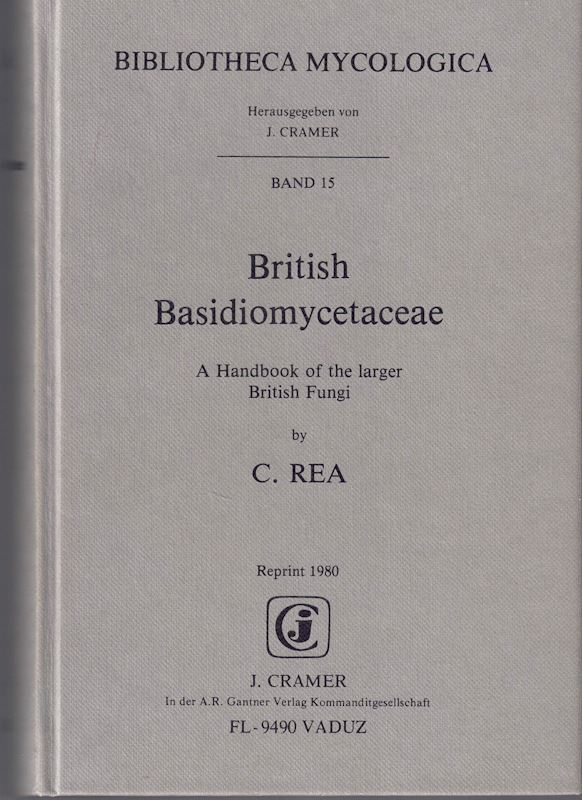 BIBLIOTHECA MYCOLOGICA
Herausgegeben von
J. CRAMER
BAND 15
British
Basidiomycetaceae
A Handbook of the larger
British Fungi
by
C. REA
Reprint 1980
CJ
J. CRAMER
In der A.R. Gantner Verlag Kommanditgesellschaft
FL-9490 VADUZ